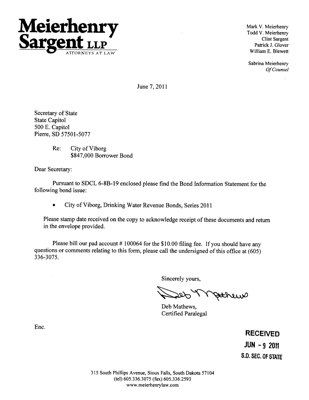 Meierhenry
Sargent LLP
ATTORNEYS AT LAW
Mark V. Meierhenry
Todd V. Meierhenry
Clint Sargent
Patrick J. Glover
William E. Blewett
Sabrina Meierhenry
Of Counsel
June 7, 2011
Secretary of State
State Capitol
500 E. Capitol
Pierre, SD 57501-5077
Re: City of Viborg
$847,000 Borrower Bond
Dear Secretary:
Pursuant to SDCL 6-8B-19 enclosed please find the Bond Information Statement for the
following bond issue:
• City of Viborg, Drinking Water Revenue Bonds, Series 2011
Please stamp date received on the copy to acknowledge receipt of these documents and return
in the envelope provided.
Please bill our pad account # 100064 for the $10.00 filing fee. If you should have any
questions or comments relating to this form, please call the undersigned of this office at (605)
336-3075.
Sincerely yours,
Deb Mathews
Deb Mathews,
Certified Paralegal
Enc.
RECEIVED
JUN - 9 2011
S.D. SEC. OF STATE
315 South Phillips Avenue, Sioux Falls, South Dakota 57104
(tel) 605.336.3075 (fax) 605.336.2593
www.meierhenrylaw.com